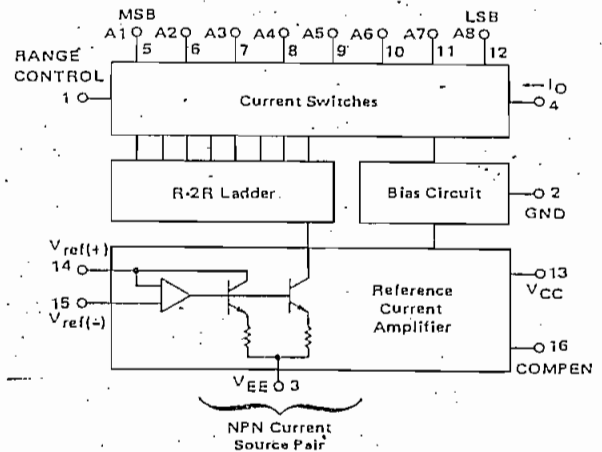 MSB LSB
A1 A2 A3 A4 A5 A6 A7 A8
5 6 7 8 9 10 11 12
RANGE
CONTROL
1
Current Switches
IO
4
R-2R Ladder
Bias Circuit
2
GND
Vref(+)
14
15
Vref(-)
Reference
Current
Amplifier
13
VCC
16
COMPEN
VEE 3
NPN Current
Source Pair